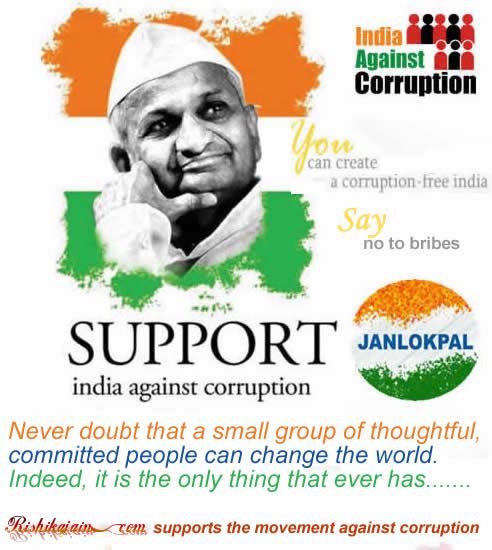 India
Against
Corruption
You
can create
a corruption-free india
Say
no to bribes
SUPPORT
india against corruption
JANLOKPAL
Never doubt that a small group of thoughtful,
committed people can change the world.
Indeed, it is the only thing that ever has.......
Rishikajain.com supports the movement against corruption